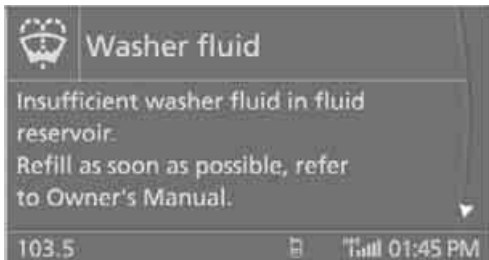 Washer fluid
Insufficient washer fluid in fluid
reservoir.
Refill as soon as possible, refer
to Owner's Manual.
103.5 01:45 PM